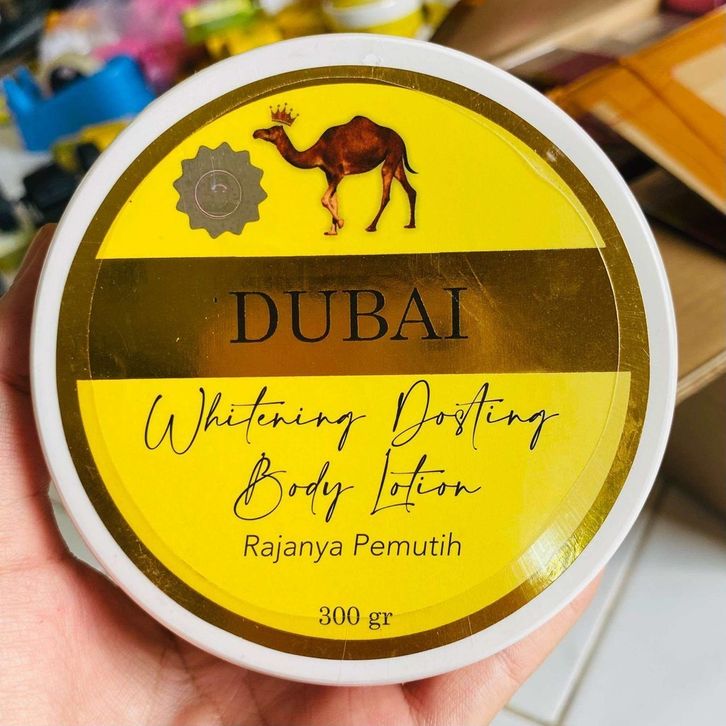 DUBAI
Whitening Dosting
Body Lotion
Rajanya Pemutih
300 gr